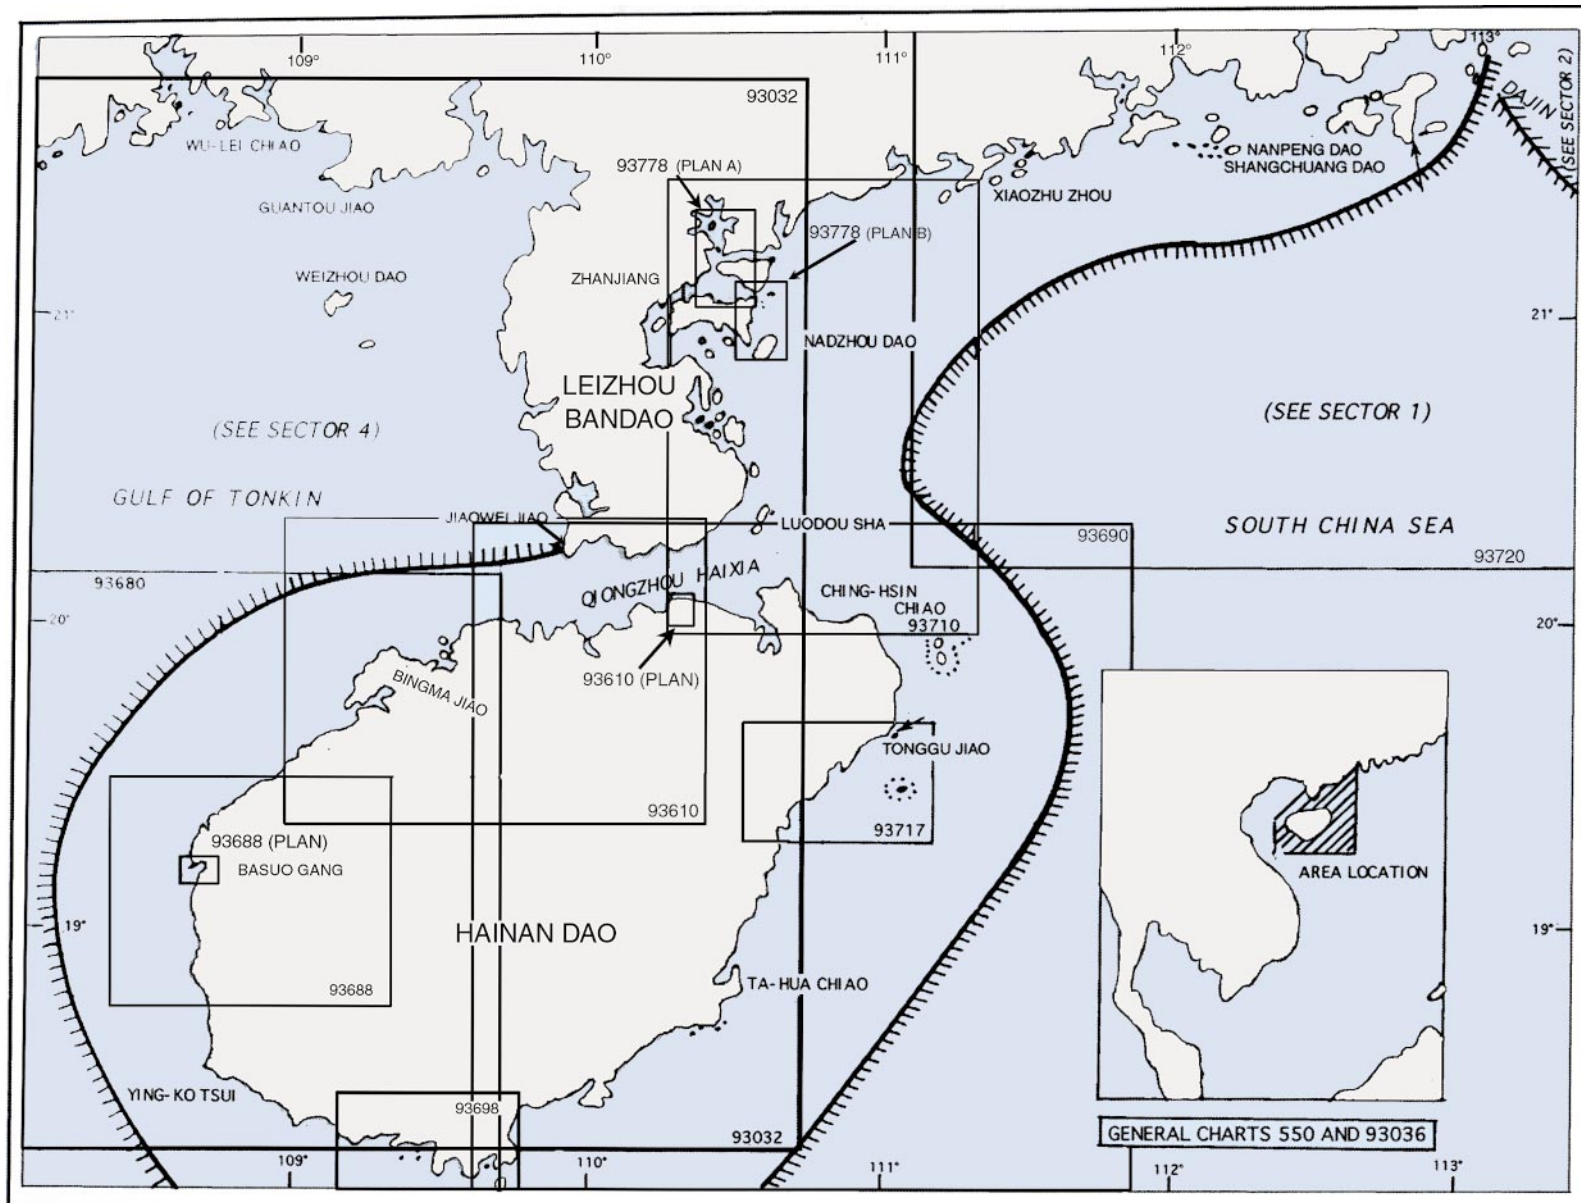 109°
110°
111°
112°
113°
93032
DAJIN
(SEE SECTOR 2)
WU-LEI CHIAO
NANPENG DAO
SHANGCHUANG DAO
93778 (PLAN A)
XIAOZHU ZHOU
GUANTOU JIAO
93778 (PLAN B)
WEIZHOU DAO
ZHANJIANG
21°
21°
NADZHOU DAO
LEIZHOU
BANDAO
(SEE SECTOR 4)
(SEE SECTOR 1)
GULF OF TONKIN
JIAOWEI JIAO
LUODOU SHA
SOUTH CHINA SEA
93690
93720
93680
QIONGZHOU HAIXIA
CHING-HSIN
CHIAO
93710
20°
20°
93610 (PLAN)
BINGMA JIAO
TONGGU JIAO
93610
93717
93688 (PLAN)
BASUO GANG
AREA LOCATION
19°
HAINAN DAO
19°
93688
TA-HUA CHIAO
YING-KO TSUI
93698
93032
GENERAL CHARTS 550 AND 93036
109°
110°
111°
112°
113°